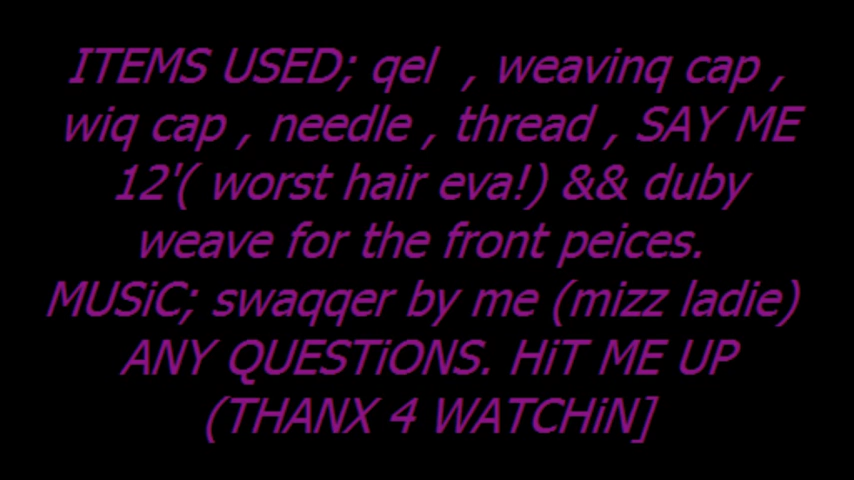 ITEMS USED; qel , weavinq cap ,
wiq cap , needle , thread , SAY ME
12'( worst hair eva!) && duby
weave for the front peices.
MUSiC; swaqqer by me (mizz ladie)
ANY QUESTiONS. HiT ME UP
(THANX 4 WATCHiN]